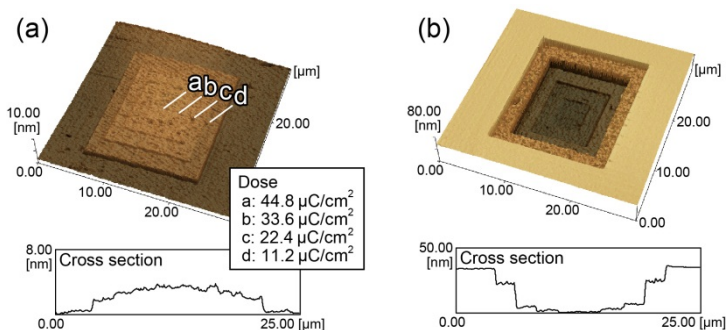 (a)
abcd
[µm]
20.00
10.00
[nm]
0.00
10.00
20.00
Dose
a: 44.8 µC/cm²
b: 33.6 µC/cm²
c: 22.4 µC/cm²
d: 11.2 µC/cm²
8.00
[nm]
Cross section
0.00
25.00
[µm]
(b)
[µm]
20.00
80.00
[nm]
10.00
0.00
10.00
20.00
0.00
50.00
[nm]
Cross section
0.00
25.00
[µm]